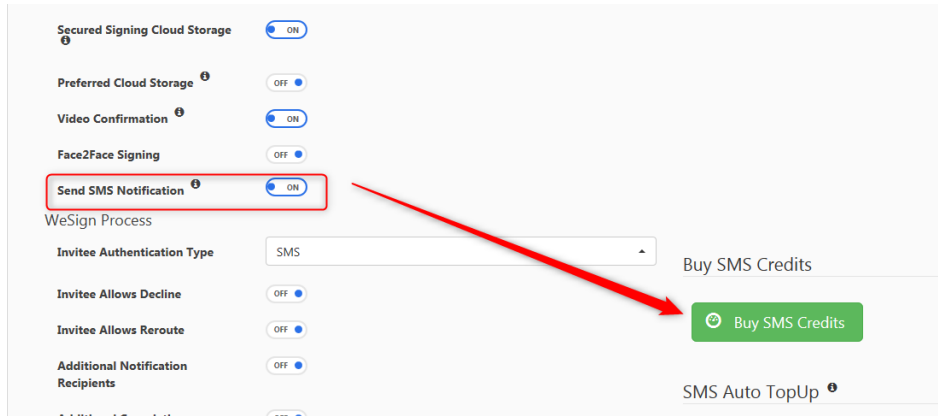 Secured Signing Cloud Storage
ON
Preferred Cloud Storage
OFF
Video Confirmation
ON
Face2Face Signing
OFF
Send SMS Notification
ON
WeSign Process
Invitee Authentication Type
SMS
Invitee Allows Decline
OFF
Invitee Allows Reroute
OFF
Additional Notification
Recipients
OFF
Buy SMS Credits
Buy SMS Credits
SMS Auto TopUp